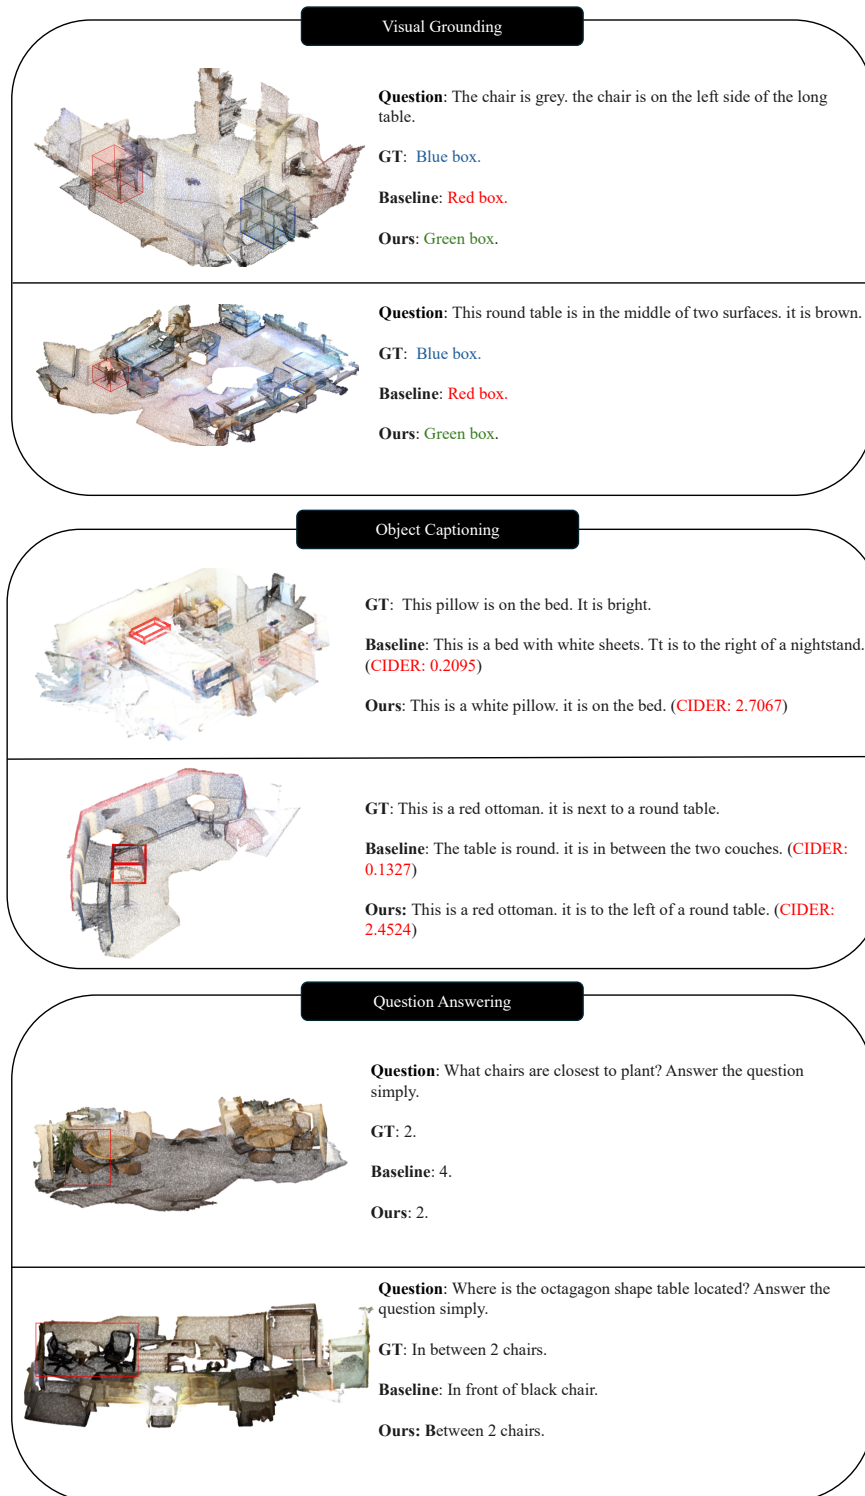 Visual Grounding
Question: The chair is grey. the chair is on the left side of the long
table.
GT: Blue box.
Baseline: Red box.
Ours: Green box.
Question: This round table is in the middle of two surfaces. it is brown.
GT: Blue box.
Baseline: Red box.
Ours: Green box.
Object Captioning
GT: This pillow is on the bed. It is bright.
Baseline: This is a bed with white sheets. Tt is to the right of a nightstand.
(CIDER: 0.2095)
Ours: This is a white pillow. it is on the bed. (CIDER: 2.7067)
GT: This is a red ottoman. it is next to a round table.
Baseline: The table is round. it is in between the two couches. (CIDER:
0.1327)
Ours: This is a red ottoman. it is to the left of a round table. (CIDER:
2.4524)
Question Answering
Question: What chairs are closest to plant? Answer the question
simply.
GT: 2.
Baseline: 4.
Ours: 2.
Question: Where is the octagagon shape table located? Answer the
question simply.
GT: In between 2 chairs.
Baseline: In front of black chair.
Ours: Between 2 chairs.